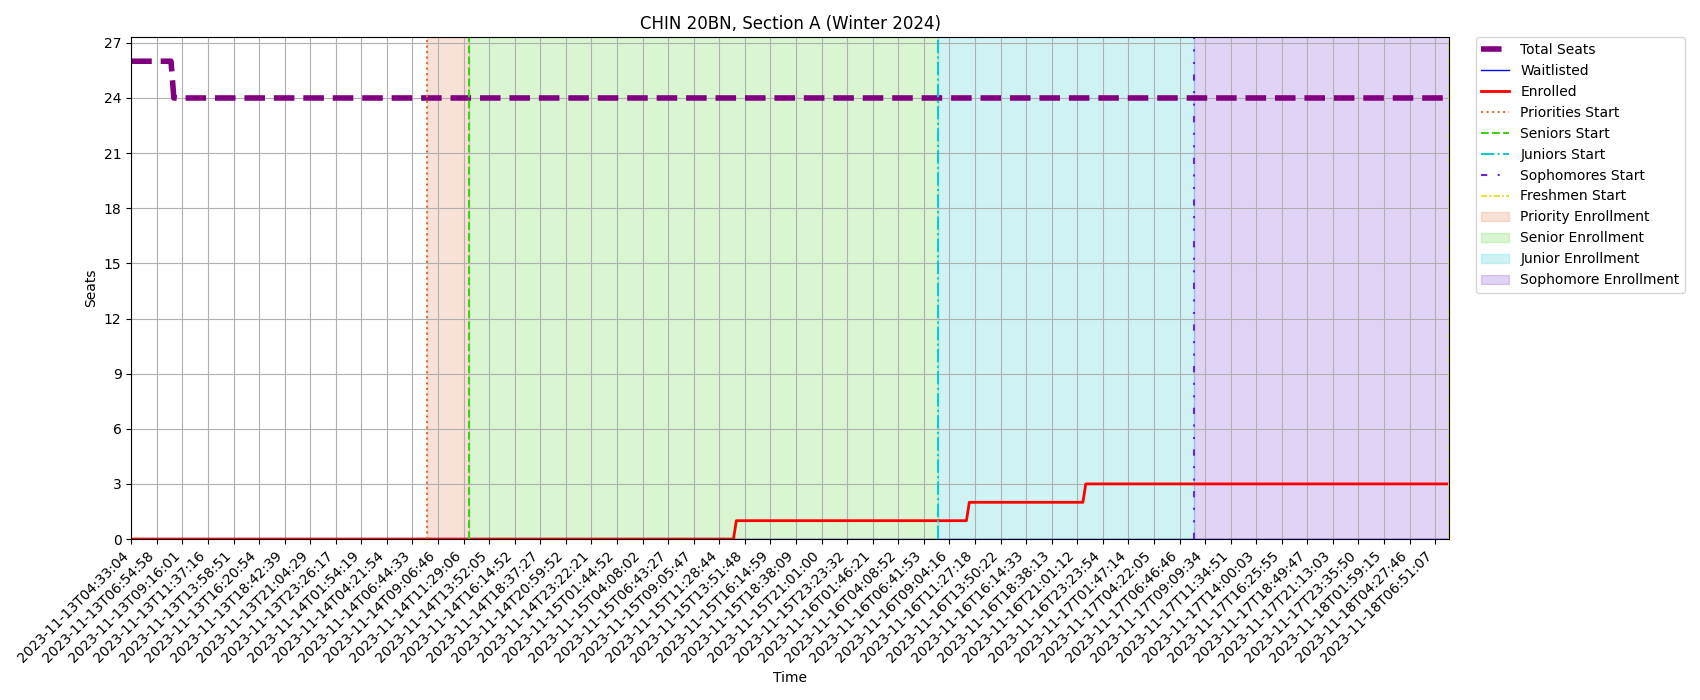 CHIN 20BN, Section A (Winter 2024)
27
24
21
18
15
12
9
6
3
0
Seats
2023-11-13T04:33:04
2023-11-13T06:54:58
2023-11-13T09:16:01
2023-11-13T11:37:16
2023-11-13T13:58:51
2023-11-13T16:20:54
2023-11-13T18:42:39
2023-11-13T21:04:29
2023-11-13T23:26:17
2023-11-14T01:54:19
2023-11-14T04:21:54
2023-11-14T06:44:33
2023-11-14T09:06:46
2023-11-14T11:29:06
2023-11-14T13:52:05
2023-11-14T16:14:52
2023-11-14T18:37:27
2023-11-14T20:59:52
2023-11-14T23:22:21
2023-11-15T01:44:52
2023-11-15T04:08:02
2023-11-15T06:43:27
2023-11-15T09:05:47
2023-11-15T11:28:44
2023-11-15T13:51:48
2023-11-15T16:14:59
2023-11-15T18:38:09
2023-11-15T21:01:00
2023-11-15T23:23:32
2023-11-16T01:46:21
2023-11-16T04:08:52
2023-11-16T06:41:53
2023-11-16T09:04:16
2023-11-16T11:27:18
2023-11-16T13:50:22
2023-11-16T16:14:33
2023-11-16T18:38:13
2023-11-16T21:01:12
2023-11-16T23:23:54
2023-11-17T01:47:14
2023-11-17T04:22:05
2023-11-17T06:46:46
2023-11-17T09:09:34
2023-11-17T11:34:51
2023-11-17T14:00:03
2023-11-17T16:25:55
2023-11-17T18:49:47
2023-11-17T21:13:03
2023-11-17T23:35:50
2023-11-18T01:59:15
2023-11-18T04:27:46
2023-11-18T06:51:07
Time
Total Seats
Waitlisted
Enrolled
Priorities Start
Seniors Start
Juniors Start
Sophomores Start
Freshmen Start
Priority Enrollment
Senior Enrollment
Junior Enrollment
Sophomore Enrollment